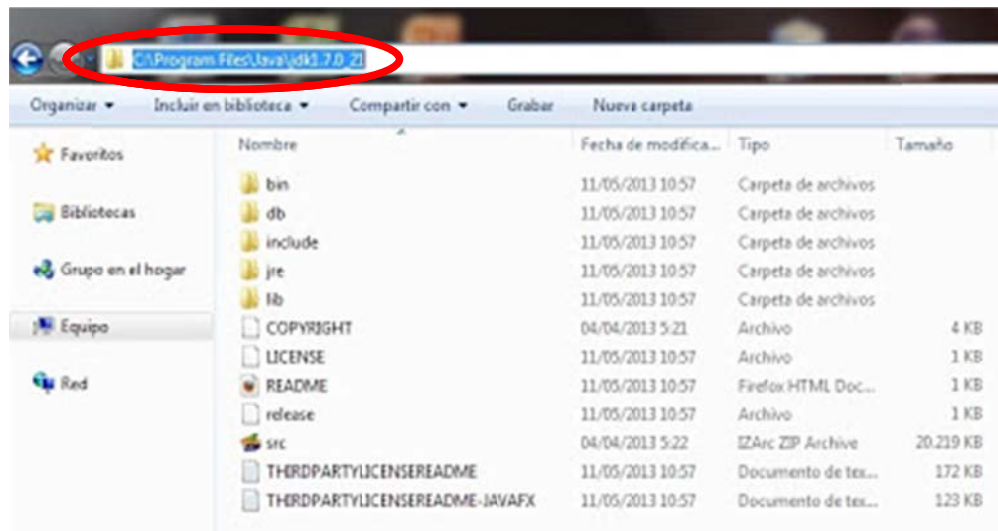 C:\Program Files\Java\jdk1.7.0_21
Organizar Incluir en biblioteca Compartir con Grabar Nueva carpeta
Nombre Fecha de modifica... Tipo Tamaño
Favoritos
Bibliotecas
Grupo en el hogar
Equipo
Red
bin 11/05/2013 10:57 Carpeta de archivos
db 11/05/2013 10:57 Carpeta de archivos
include 11/05/2013 10:57 Carpeta de archivos
jre 11/05/2013 10:57 Carpeta de archivos
lib 11/05/2013 10:57 Carpeta de archivos
COPYRIGHT 04/04/2013 5:21 Archivo 4 KB
LICENSE 11/05/2013 10:57 Archivo 1 KB
README 11/05/2013 10:57 Firefox HTML Doc... 1 KB
release 11/05/2013 10:57 Archivo 1 KB
src 04/04/2013 5:22 IZArc ZIP Archive 20.219 KB
THIRDPARTYLICENSEREADME 11/05/2013 10:57 Documento de tex... 172 KB
THIRDPARTYLICENSEREADME-JAVAFX 11/05/2013 10:57 Documento de tex... 123 KB